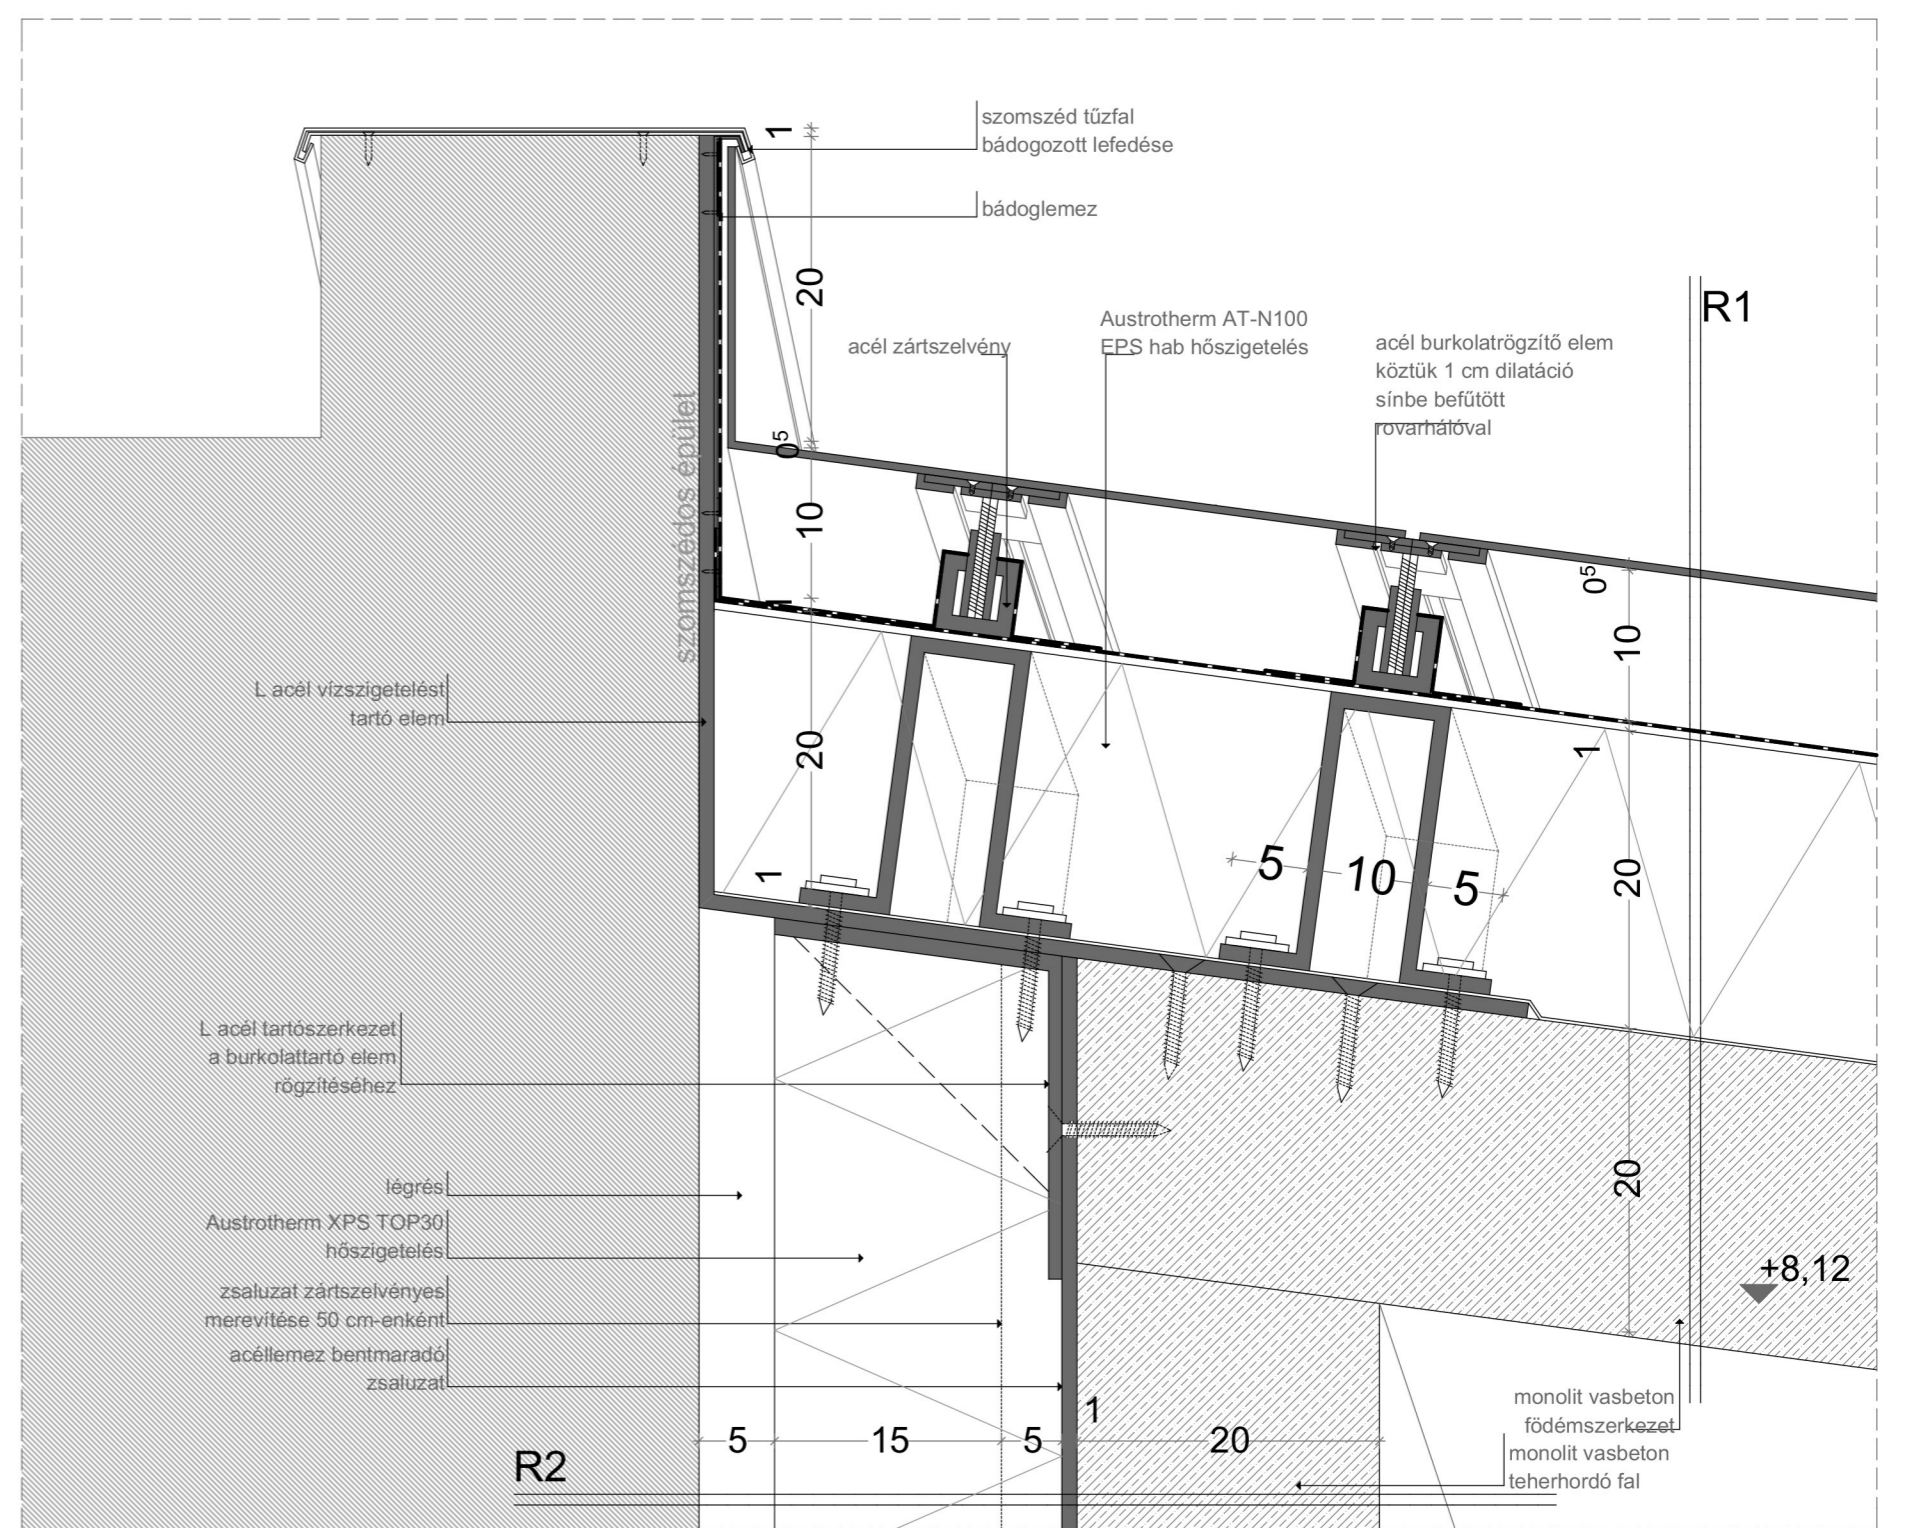 szomszéd tűzfal
bádogozott lefedése
bádoglemez
1
20
R1
Austrotherm AT-N100
EPS hab hőszigetelés
acél zártszelvény
acél burkolatrögzítő elem
köztük 1 cm dilatáció
sínbe befűtött
rovarhálóval
szomszédos épület
0⁵
10
1
0⁵
10
L acél vízszigetelést
tartó elem
20
1
1
5
10
5
20
L acél tartószerkezet
a burkolattartó elem
rögzítéséhez
légrés
Austrotherm XPS TOP30
hőszigetelés
20
+8,12
zsaluzat zártszelvényes
merevítése 50 cm-enként
acéllemez bentmaradó
zsaluzat
monolit vasbeton
födémszerkezet
monolit vasbeton
teherhordó fal
5
15
5
1
20
R2